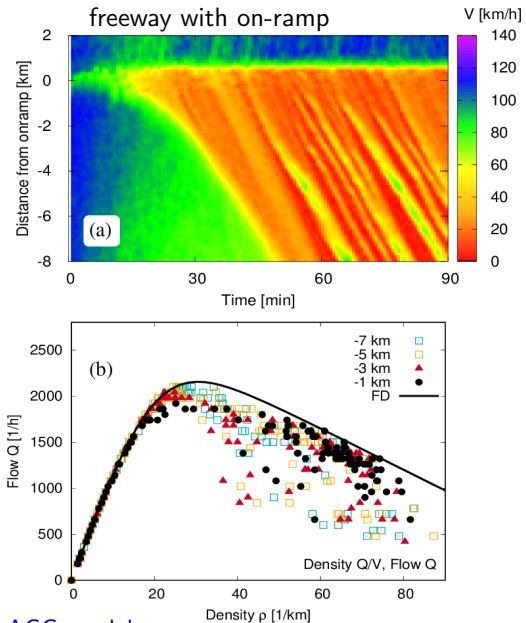 freeway with on-ramp
V [km/h]
140
120
100
80
60
40
20
0
Distance from onramp [km]
2
0
-2
-4
-6
-8
(a)
0 30 60 90
Time [min]
(b)
-7 km
-5 km
-3 km
-1 km
FD
Flow Q [1/h]
2500
2000
1500
1000
500
0
Density Q/V, Flow Q
0 20 40 60 80
Density ρ [1/km]